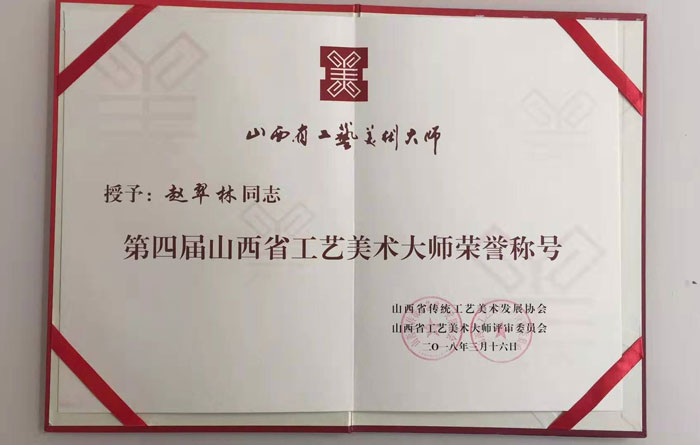 山西省工藝美術大师
授予：赵翠林同志
第四届山西省工艺美术大师荣誉称号
山西省传统工艺美术发展协会
山西省工艺美术大师评审委员会
二〇一八年三月十六日